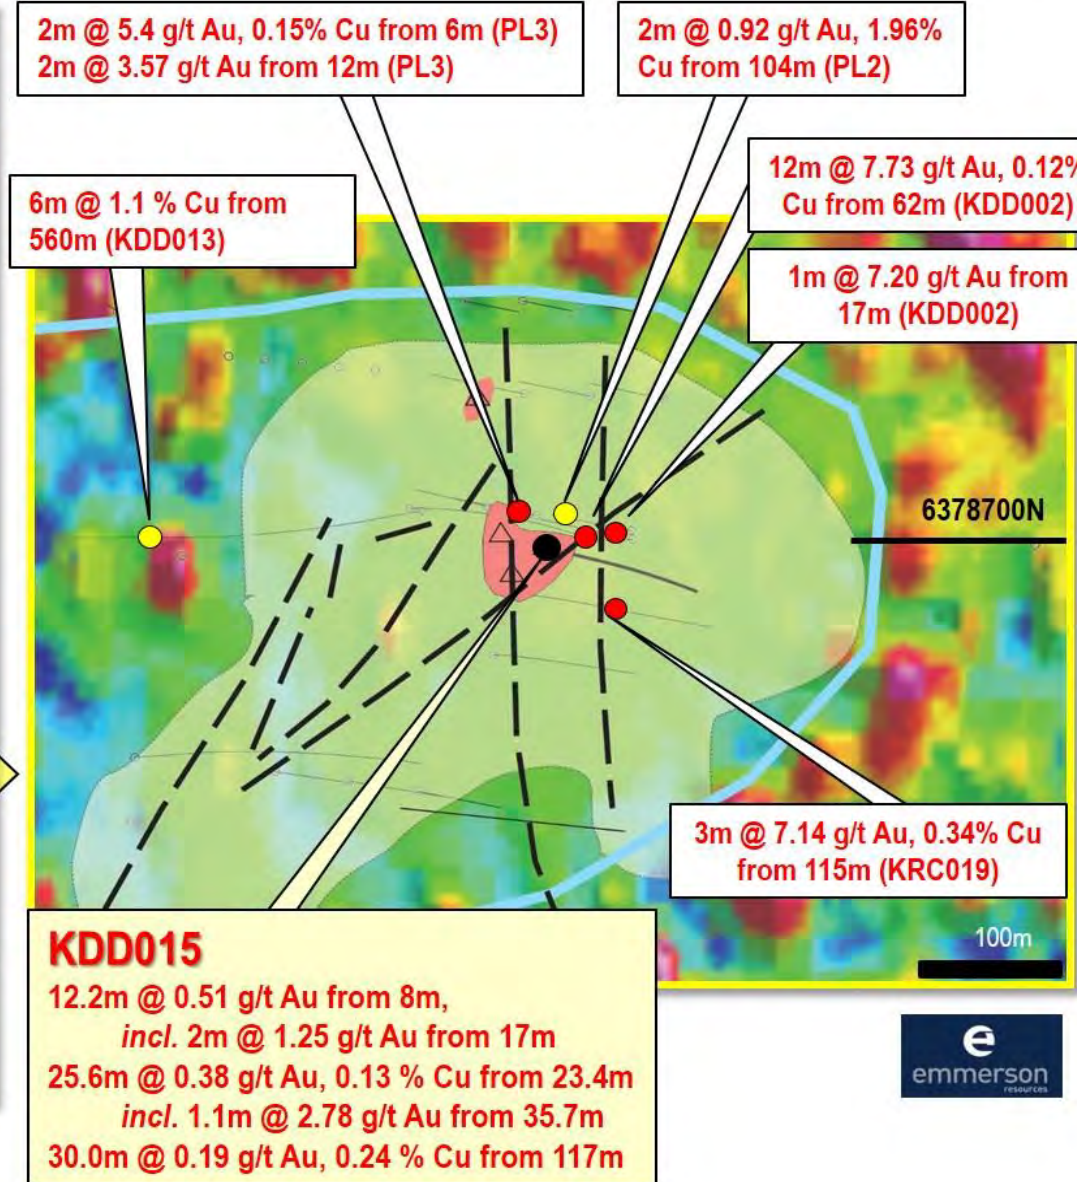 2m @ 5.4 g/t Au, 0.15% Cu from 6m (PL3)
2m @ 3.57 g/t Au from 12m (PL3)
2m @ 0.92 g/t Au, 1.96%
Cu from 104m (PL2)
12m @ 7.73 g/t Au, 0.12%
Cu from 62m (KDD002)
6m @ 1.1 % Cu from
560m (KDD013)
1m @ 7.20 g/t Au from
17m (KDD002)
6378700N
3m @ 7.14 g/t Au, 0.34% Cu
from 115m (KRC019)
100m
KDD015
12.2m @ 0.51 g/t Au from 8m,
incl. 2m @ 1.25 g/t Au from 17m
25.6m @ 0.38 g/t Au, 0.13 % Cu from 23.4m
incl. 1.1m @ 2.78 g/t Au from 35.7m
30.0m @ 0.19 g/t Au, 0.24 % Cu from 117m
e
emmerson
resources